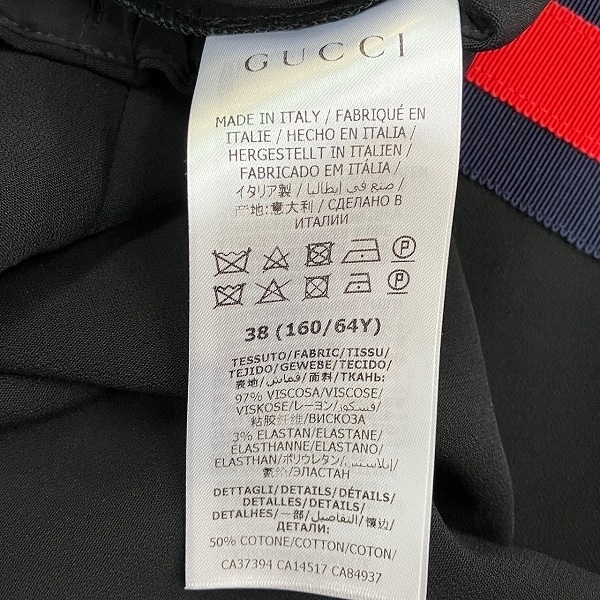 GUCCI
MADE IN ITALY / FABRIQUÉ EN
ITALIE / HECHO EN ITALIA /
HERGESTELLT IN ITALIEN /
FABRICADO EM ITÁLIA /
イタリア製 / صنع في إيطاليا /
产地:意大利 / СДЕЛАНО В
ИТАЛИИ
P
P
38 (160/64Y)
TESSUTO/FABRIC/TISSU/
TEJIDO/GEWEBE/TECIDO/
表地/قماش/面料/ТКАНЬ:
97% VISCOSA/VISCOSE/
VISKOSE/レーヨン/فسكوز/
粘胶纤维/ВИСКОЗА
3% ELASTAN/ELASTANE/
ELASTHANNE/ELASTANO/
ELASTHAN/ポリウレタン/إيلاستين/
氨纶/ЭЛАСТАН
DETTAGLI/DETAILS/DÉTAILS/
DETALLES/DETAILS/
DETALHES/一部/التفاصيل/镶边/
ДЕТАЛИ:
50% COTONE/COTTON/COTON/
CA37394 CA14517 CA84937